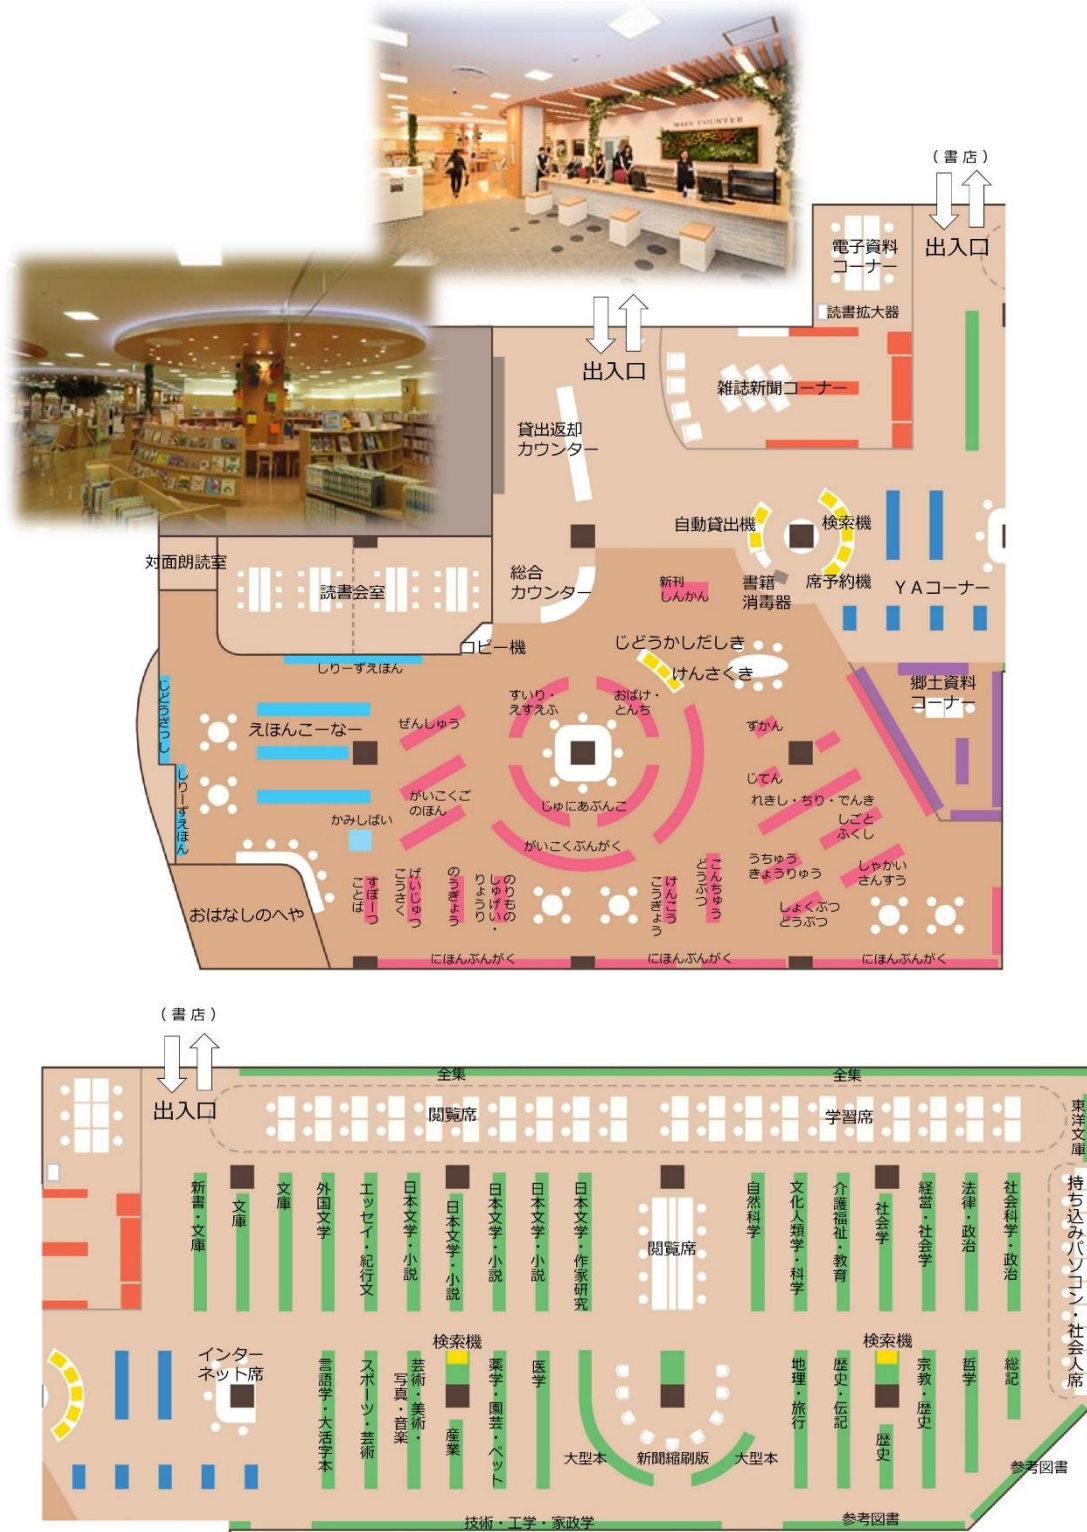 MAIN COUNTER
（書店）
出入口
電子資料
コーナー
読書拡大器
出入口
雑誌新聞コーナー
貸出返却
カウンター
自動貸出機
検索機
対面朗読室
読書会室
総合
カウンター
新刊
しんかん
書籍
消毒器
席予約機
ＹＡコーナー
コピー機
じどうかしだしき
けんさくき
しりーずえほん
じどうざっし
えほんこーなー
ぜんしゅう
すいり・
えすえふ
おばけ・
とんち
ずかん
郷土資料
コーナー
しりーずえほん
かみしばい
がいこくご
のほん
じゅにあぶんこ
がいこくぶんがく
じてん
れきし・ちり・でんき
しごと
ふくし
うちゅう
きょうりゅう
しゃかい
さんすう
しょくぶつ
どうぶつ
おはなしのへや
すぽーつ
ことば
げいじゅつ
こうさく
のうぎょう
のりもの
しゅげい・
りょうり
けんこう
こうぎょう
こんちゅう
どうぶつ
にほんぶんがく
にほんぶんがく
にほんぶんがく
（書店）
出入口
全集
全集
閲覧席
学習席
東洋文庫
新書・文庫
文庫
文庫
外国文学
エッセイ・紀行文
日本文学・小説
日本文学・小説
日本文学・小説
日本文学・小説
日本文学・作家研究
閲覧席
自然科学
文化人類学・科学
介護福祉・教育
社会学
経営・社会学
法律・政治
社会科学・政治
持ち込みパソコン・社会人席
インター
ネット席
検索機
検索機
言語学・大活字本
スポーツ・芸術
芸術・美術・
写真・音楽
産業
薬学・園芸・ペット
医学
大型本
新聞縮刷版
大型本
地理・旅行
歴史・伝記
歴史
宗教・歴史
哲学
総記
参考図書
技術・工学・家政学
参考図書